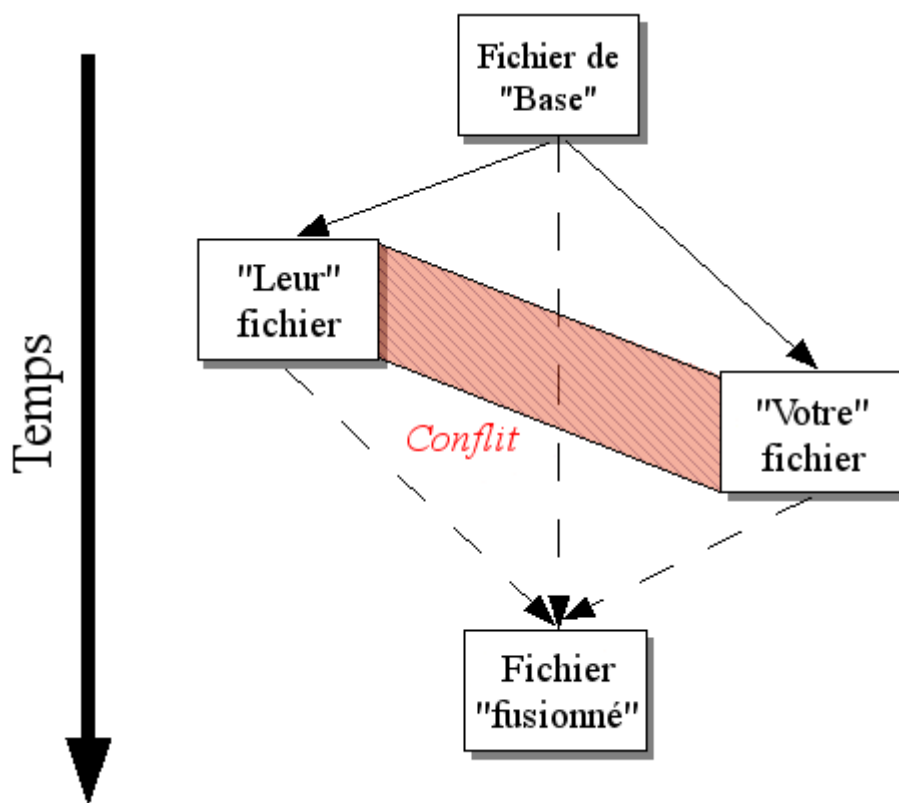 Fichier de
"Base"
"Leur"
fichier
Temps
"Votre"
fichier
Conflit
Fichier
"fusionné"